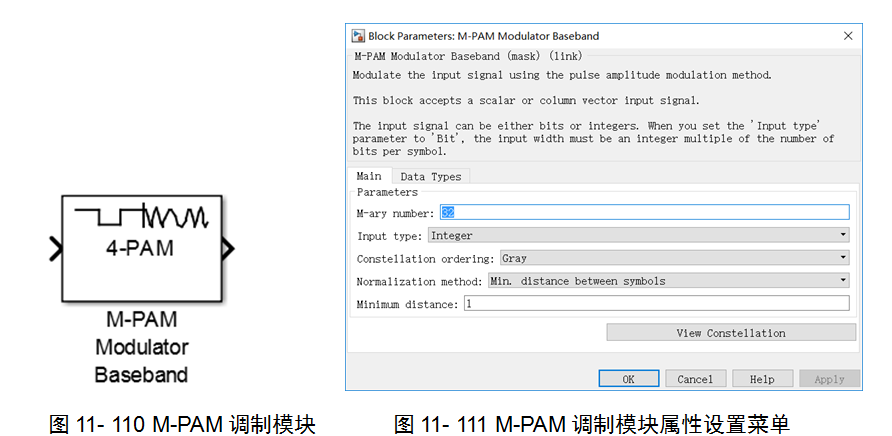 4-PAM
M-PAM
Modulator
Baseband
图 11- 110 M-PAM 调制模块
Block Parameters: M-PAM Modulator Baseband
M-PAM Modulator Baseband (mask) (link)
Modulate the input signal using the pulse amplitude modulation method.
This block accepts a scalar or column vector input signal.
The input signal can be either bits or integers. When you set the 'Input type'
parameter to 'Bit', the input width must be an integer multiple of the number of
bits per symbol.
Main Data Types
Parameters
M-ary number: 32
Input type: Integer
Constellation ordering: Gray
Normalization method: Min. distance between symbols
Minimum distance: 1
View Constellation
OK Cancel Help Apply
图 11- 111 M-PAM 调制模块属性设置菜单